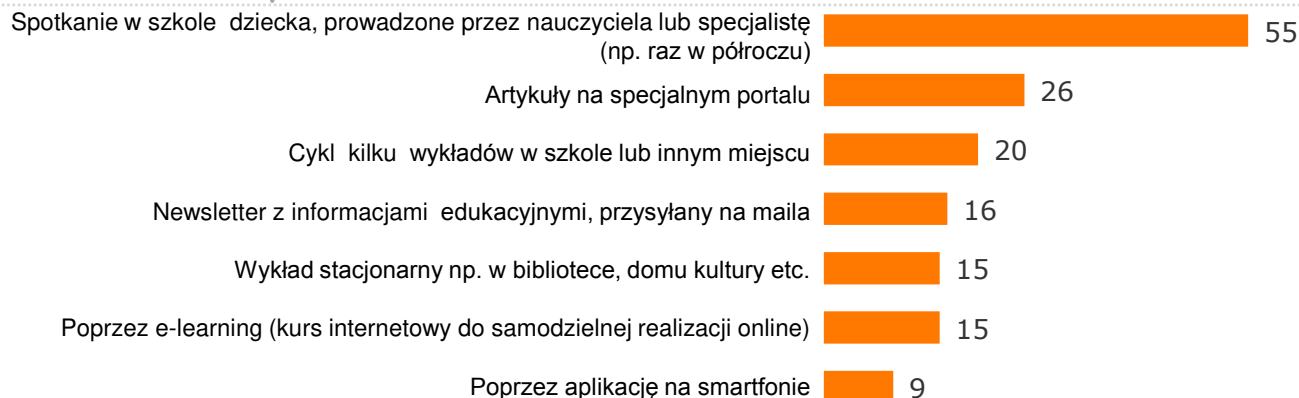 Spotkanie w szkole dziecka, prowadzone przez nauczyciela lub specjalistę
(np. raz w półroczu)
55
Artykuły na specjalnym portalu
26
Cykl kilku wykładów w szkole lub innym miejscu
20
Newsletter z informacjami edukacyjnymi, przysyłany na maila
16
Wykład stacjonarny np. w bibliotece, domu kultury etc.
15
Poprzez e-learning (kurs internetowy do samodzielnej realizacji online)
15
Poprzez aplikację na smartfonie
9